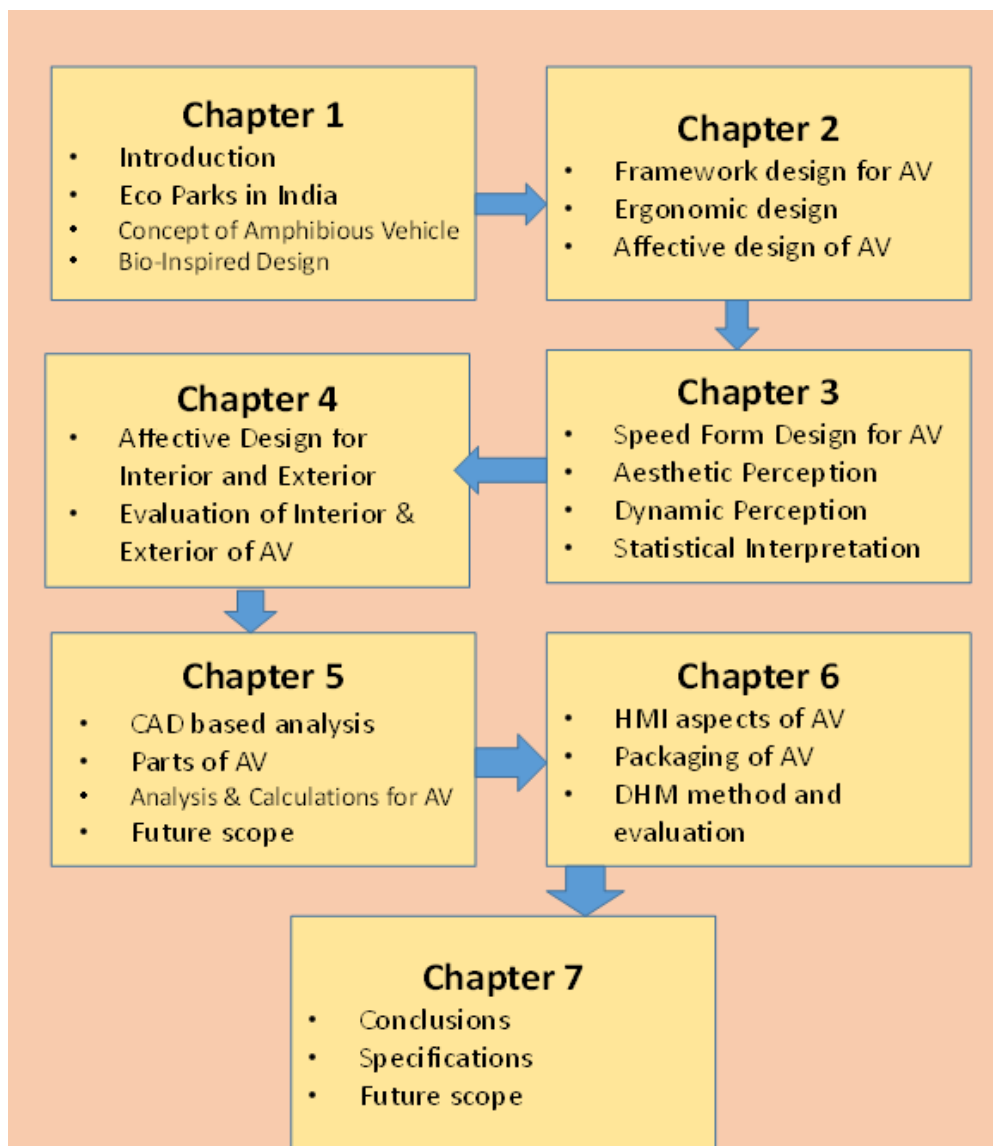 Chapter 1
• Introduction
• Eco Parks in India
• Concept of Amphibious Vehicle
• Bio-Inspired Design
Chapter 2
• Framework design for AV
• Ergonomic design
• Affective design of AV
Chapter 3
• Speed Form Design for AV
• Aesthetic Perception
• Dynamic Perception
• Statistical Interpretation
Chapter 4
• Affective Design for
Interior and Exterior
• Evaluation of Interior &
Exterior of AV
Chapter 5
• CAD based analysis
• Parts of AV
• Analysis & Calculations for AV
• Future scope
Chapter 6
• HMI aspects of AV
• Packaging of AV
• DHM method and
evaluation
Chapter 7
• Conclusions
• Specifications
• Future scope